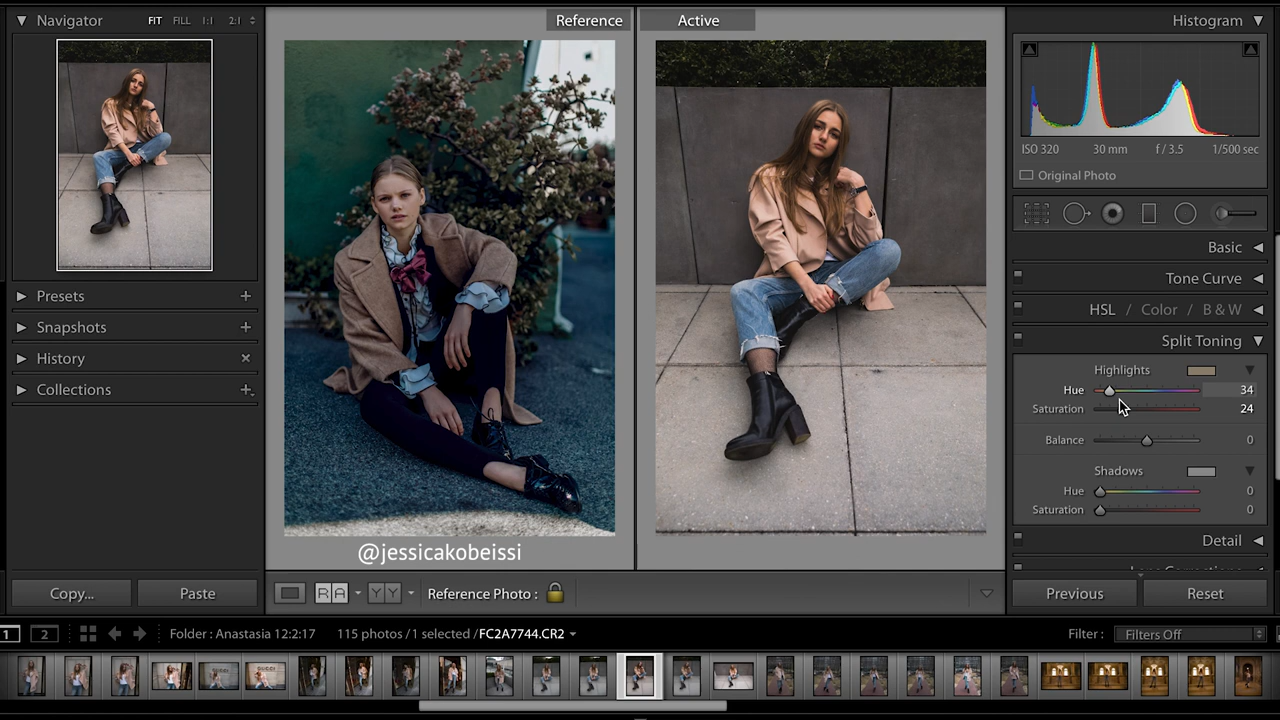 Navigator
FIT FILL 1:1 2:1
Presets
Snapshots
History
Collections
Copy...
Paste
Reference
Active
@jessicakobeissi
R A Y Y Reference Photo :
Histogram
ISO 320 30 mm f / 3.5 1/500 sec
Original Photo
Basic
Tone Curve
HSL / Color / B & W
Split Toning
Highlights
Hue 34
Saturation 24
Balance 0
Shadows
Hue 0
Saturation 0
Detail
Previous
Reset
1 2 Folder : Anastasia 12:2:17 115 photos / 1 selected / FC2A7744.CR2 Filter : Filters Off
GUCCI